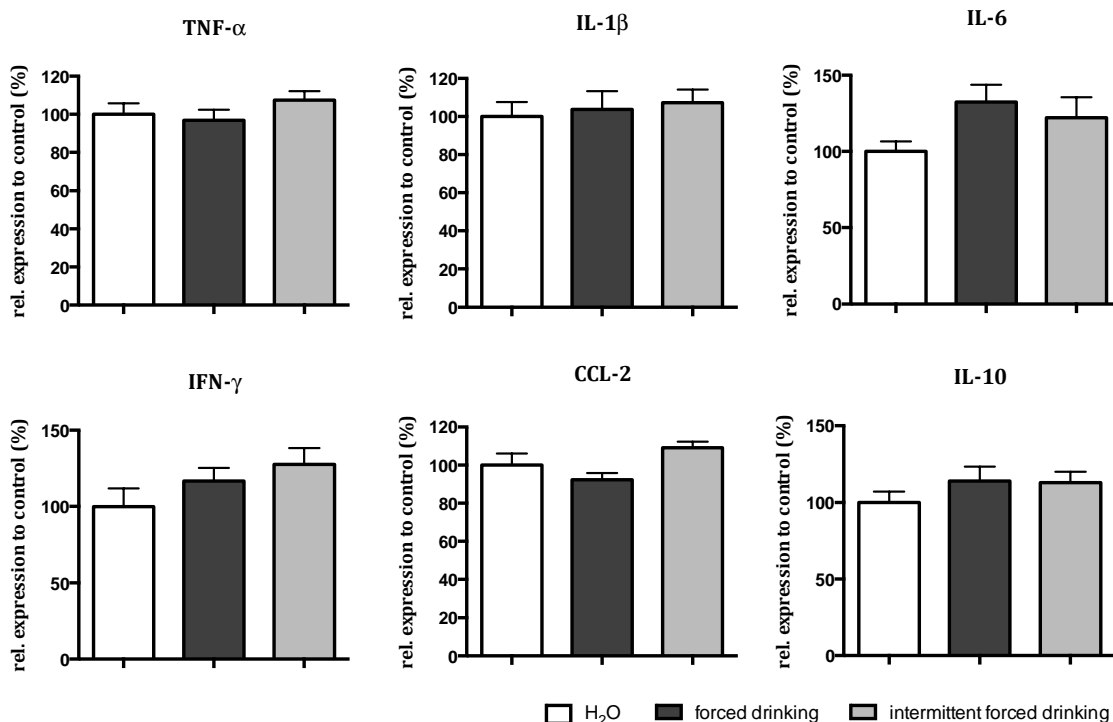 TNF-α
rel. expression to control (%)
120
100
80
60
40
20
0
IL-1β
rel. expression to control (%)
120
100
80
60
40
20
0
IL-6
rel. expression to control (%)
150
100
50
0
IFN-γ
rel. expression to control (%)
150
100
50
0
CCL-2
rel. expression to control (%)
120
100
80
60
40
20
0
IL-10
rel. expression to control (%)
150
100
50
0
H₂O forced drinking intermittent forced drinking